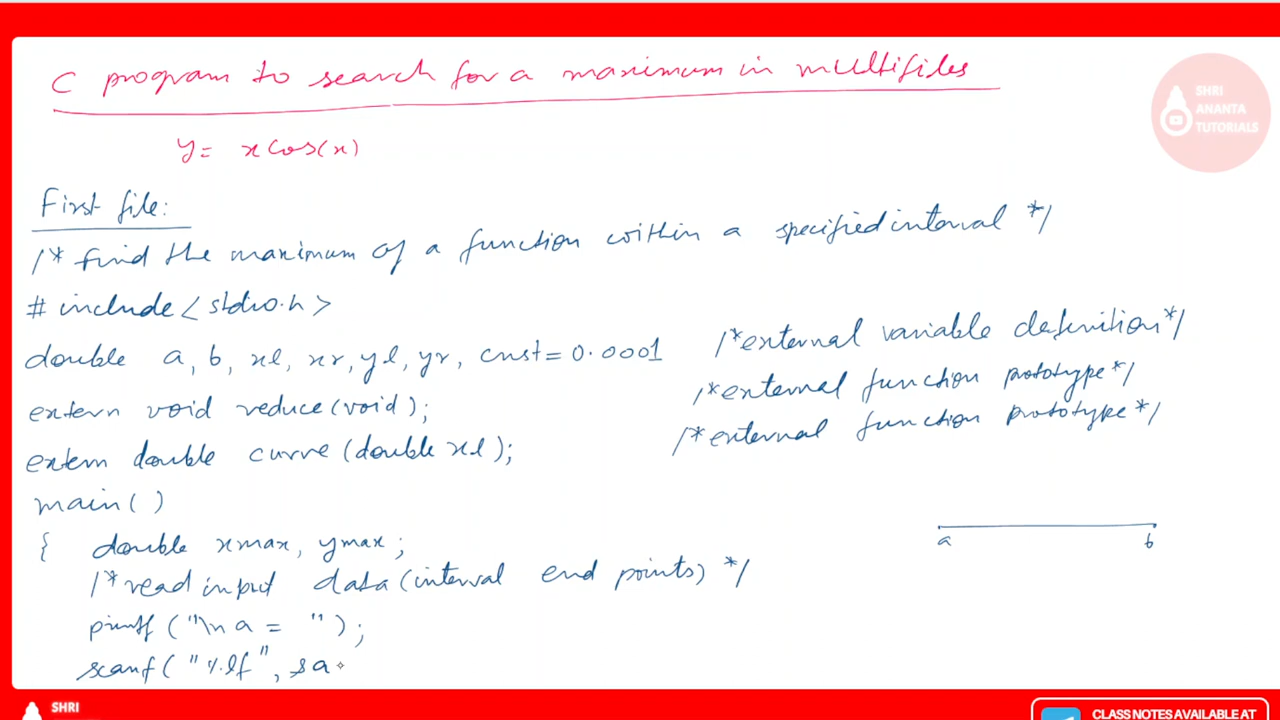 C program to search for a maximum in multifiles
SHRI
ANANTA
TUTORIALS
y = x cos(x)
First file:
/* find the maximum of a function within a specified interval */
# include < stdio.h >
double a, b, xl, xr, yl, yr, cnst = 0.0001 /*external variable definition*/
extern void reduce(void); /*external function prototype*/
extern double curve (double xl); /*external function prototype*/
main( )
{ double xmax, ymax;
/*read input data (interval end points) */
printf ("\n a = ");
scanf ("%lf", &a
a b
SHRI
CLASS NOTES AVAILABLE AT